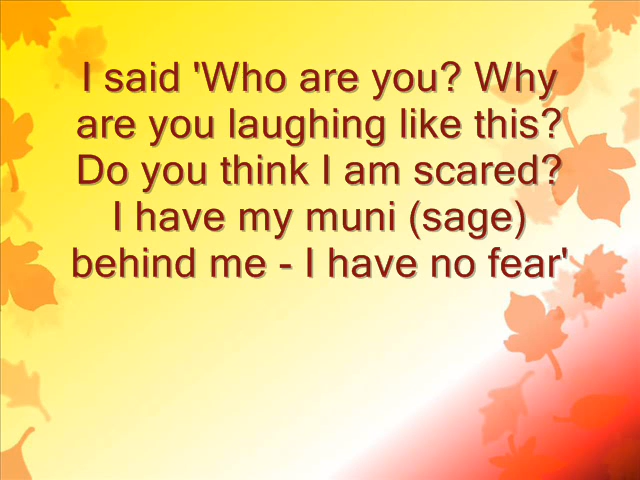 I said 'Who are you? Why
are you laughing like this?
Do you think I am scared?
I have my muni (sage)
behind me - I have no fear'